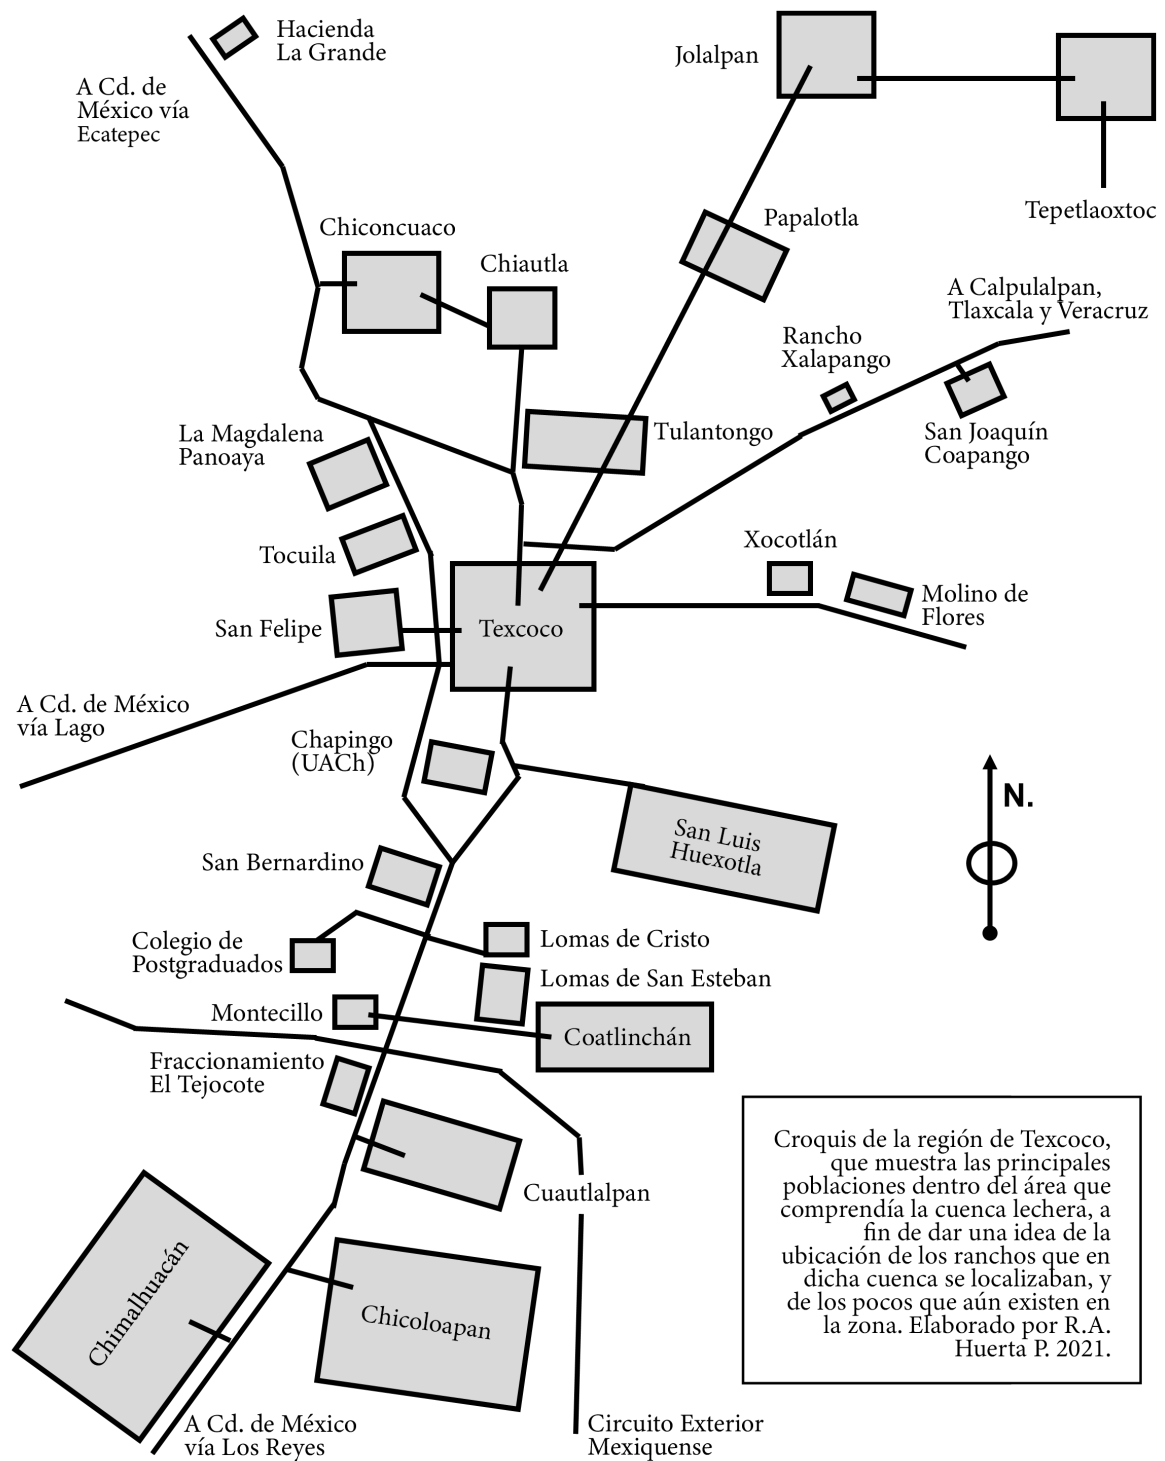 Hacienda
La Grande
Jolalpan
A Cd. de
México vía
Ecatepec
Tepetlaoxtoc
Papalotla
Chiconcuaco
Chiautla
A Calpulalpan,
Tlaxcala y Veracruz
Rancho
Xalapango
La Magdalena
Panoaya
Tulantongo
San Joaquín
Coapango
Tocuila
Xocotlán
Molino de
Flores
San Felipe
Texcoco
A Cd. de México
vía Lago
Chapingo
(UACh)
N.
San Luis
Huexotla
San Bernardino
Colegio de
Postgraduados
Lomas de Cristo
Lomas de San Esteban
Montecillo
Coatlinchán
Fraccionamiento
El Tejocote
Cuautlalpan
Croquis de la región de Texcoco,
que muestra las principales
poblaciones dentro del área que
comprendía la cuenca lechera, a
fin de dar una idea de la
ubicación de los ranchos que en
dicha cuenca se localizaban, y
de los pocos que aún existen en
la zona. Elaborado por R.A.
Huerta P. 2021.
Chimalhuacán
Chicoloapan
A Cd. de México
vía Los Reyes
Circuito Exterior
Mexiquense